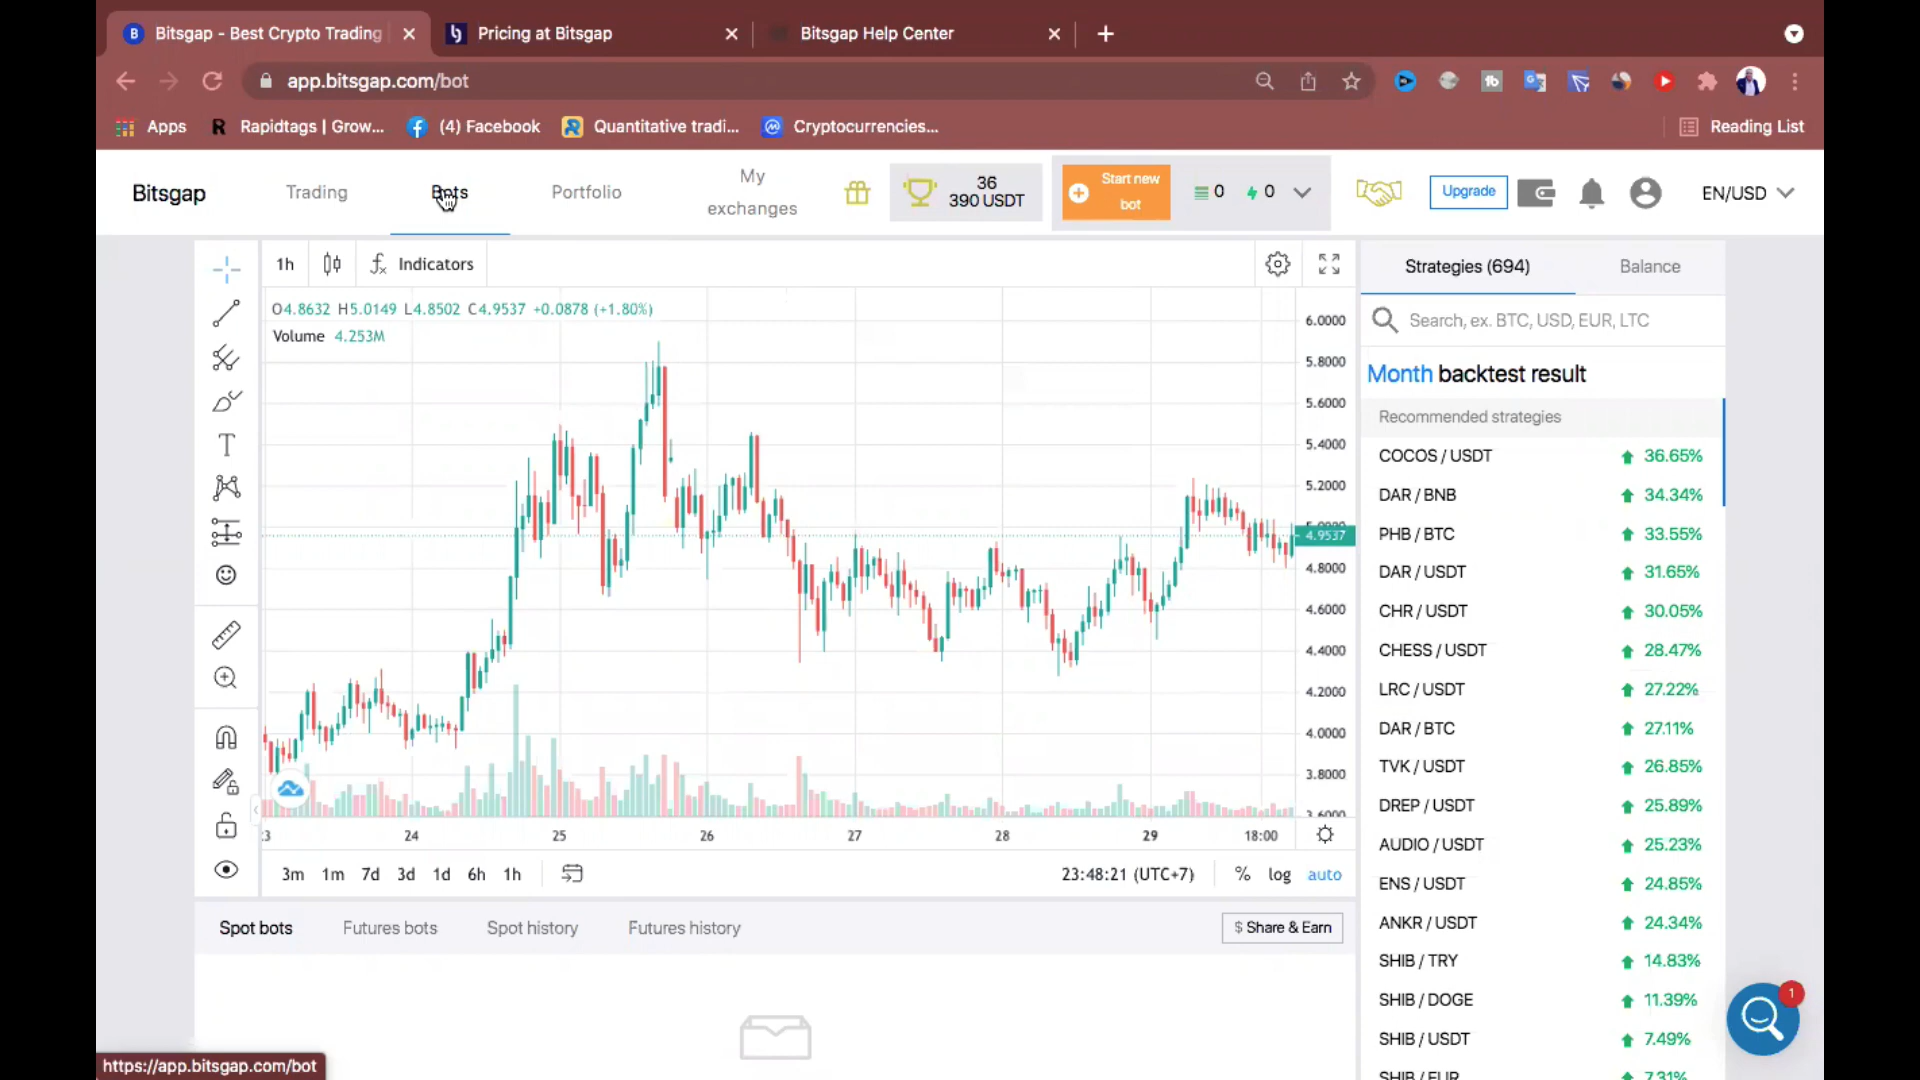 Bitsgap - Best Crypto Trading
Pricing at Bitsgap
Bitsgap Help Center
app.bitsgap.com/bot
Apps
Rapidtags | Grow...
(4) Facebook
Quantitative tradi...
Cryptocurrencies...
Reading List
Bitsgap
Trading
Bots
Portfolio
My
exchanges
36
390 USDT
Start new
bot
0
0
Upgrade
EN/USD
1h
Indicators
O4.8632 H5.0149 L4.8502 C4.9537 +0.0878 (+1.80%)
Volume 4.253M
6.0000
5.8000
5.6000
5.4000
5.2000
5.0000
4.9537
4.8000
4.6000
4.4000
4.2000
4.0000
3.8000
3.6000
24
25
26
27
28
29
18:00
3m
1m
7d
3d
1d
6h
1h
23:48:21 (UTC+7)
%
log
auto
Strategies (694)
Balance
Search, ex. BTC, USD, EUR, LTC
Month backtest result
Recommended strategies
COCOS / USDT 36.65%
DAR / BNB 34.34%
PHB / BTC 33.55%
DAR / USDT 31.65%
CHR / USDT 30.05%
CHESS / USDT 28.47%
LRC / USDT 27.22%
DAR / BTC 27.11%
TVK / USDT 26.85%
DREP / USDT 25.89%
AUDIO / USDT 25.23%
ENS / USDT 24.85%
ANKR / USDT 24.34%
SHIB / TRY 14.83%
SHIB / DOGE 11.39%
SHIB / USDT 7.49%
SHIB / EUR 7.31%
Spot bots
Futures bots
Spot history
Futures history
$ Share & Earn
1
https://app.bitsgap.com/bot